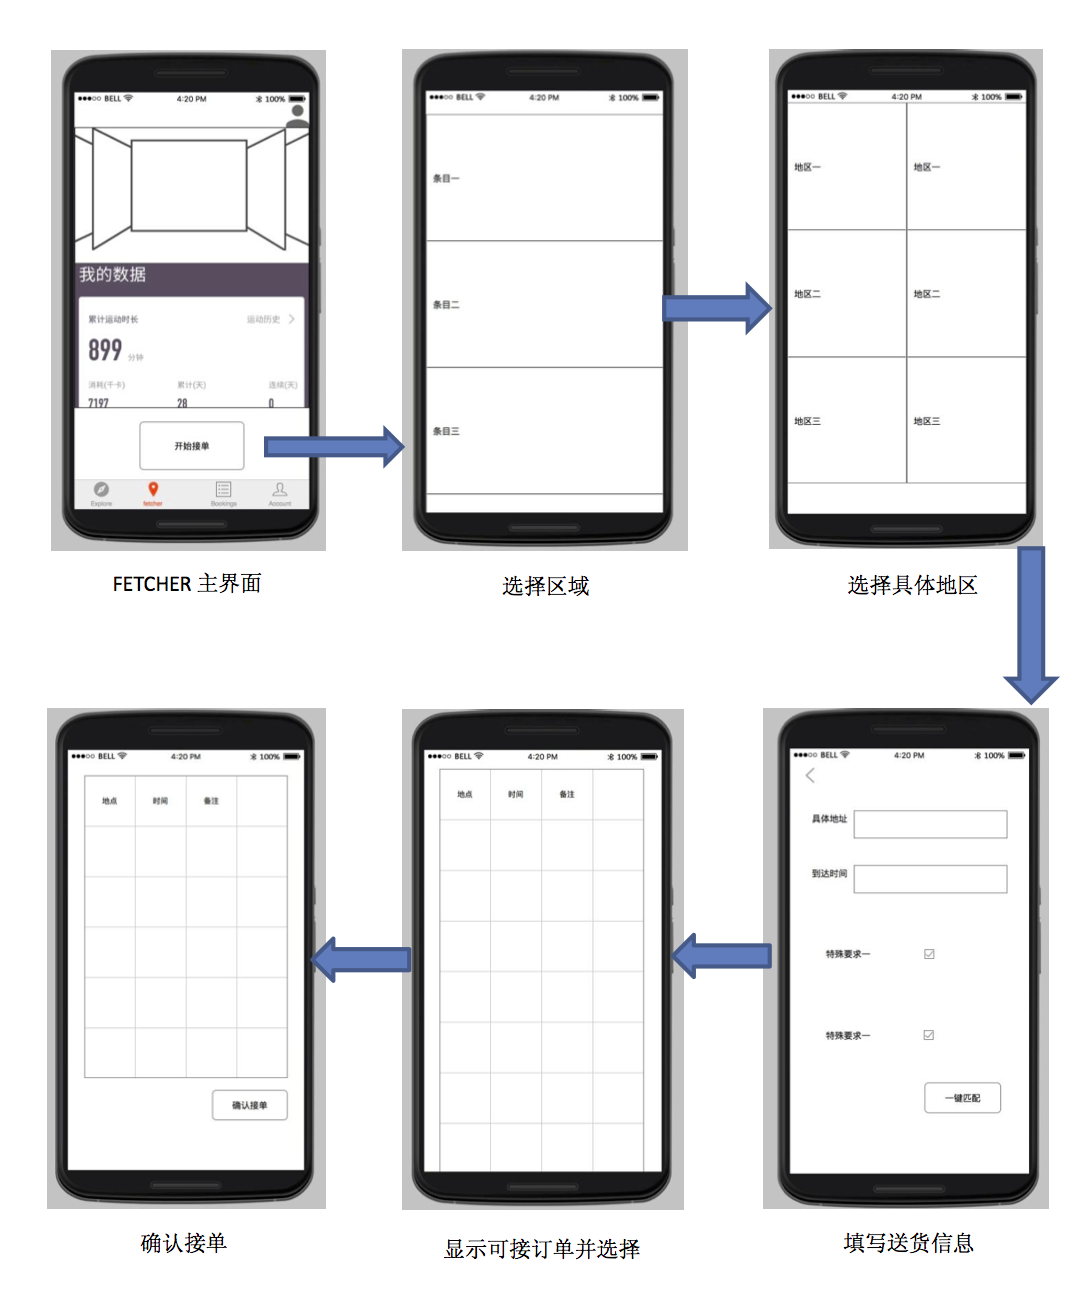 ●●●○○ BELL 4:20 PM 100%
我的数据
累计运动时长 运动历史
899 分钟
消耗(千卡) 累计(天) 连续(天)
7197 28 0
开始接单
Explore fetcher Bookings Account
FETCHER 主界面
●●●○○ BELL 4:20 PM 100%
条目一
条目二
条目三
选择区域
●●●○○ BELL 4:20 PM 100%
地区一 地区一
地区二 地区二
地区三 地区三
选择具体地区
●●●○○ BELL 4:20 PM 100%
具体地址
到达时间
特殊要求一
特殊要求一
一键匹配
填写送货信息
●●●○○ BELL 4:20 PM 100%
地点 时间 备注
显示可接订单并选择
●●●○○ BELL 4:20 PM 100%
地点 时间 备注
确认接单
确认接单